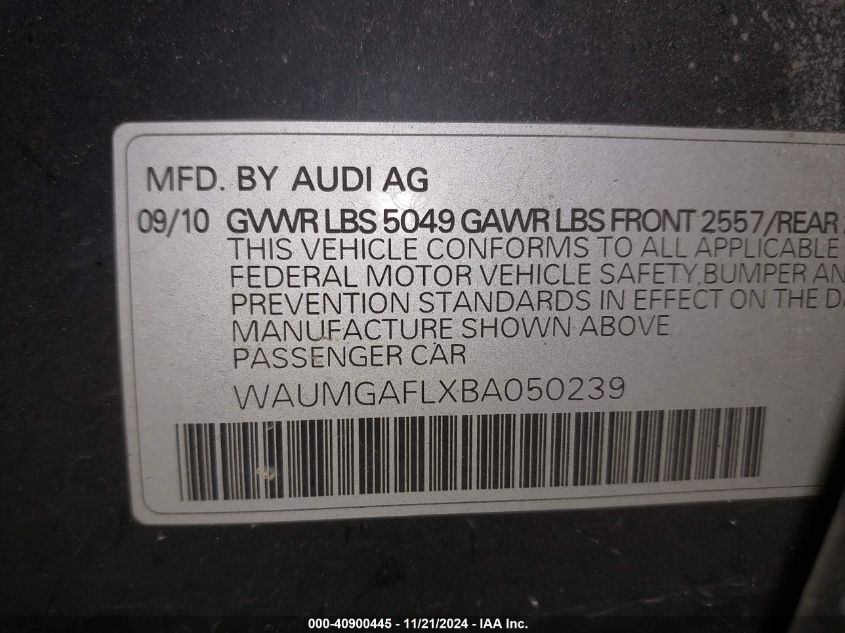 MFD. BY AUDI AG
09/10 GVWR LBS 5049 GAWR LBS FRONT 2557/REAR
THIS VEHICLE CONFORMS TO ALL APPLICABLE
FEDERAL MOTOR VEHICLE SAFETY,BUMPER AN
PREVENTION STANDARDS IN EFFECT ON THE DA
MANUFACTURE SHOWN ABOVE
PASSENGER CAR
WAUMGAFLXBA050239
000-40900445 - 11/21/2024 - IAA Inc.